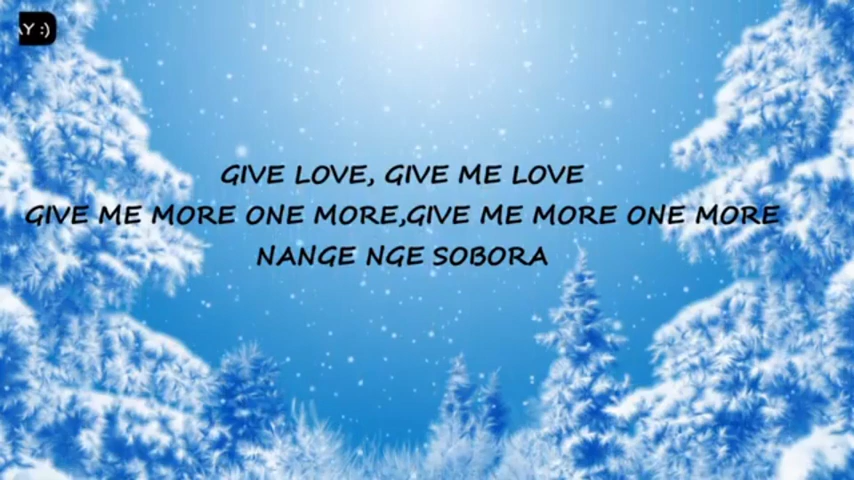 Y :)
GIVE LOVE, GIVE ME LOVE
GIVE ME MORE ONE MORE,GIVE ME MORE ONE MORE
NANGE NGE SOBORA